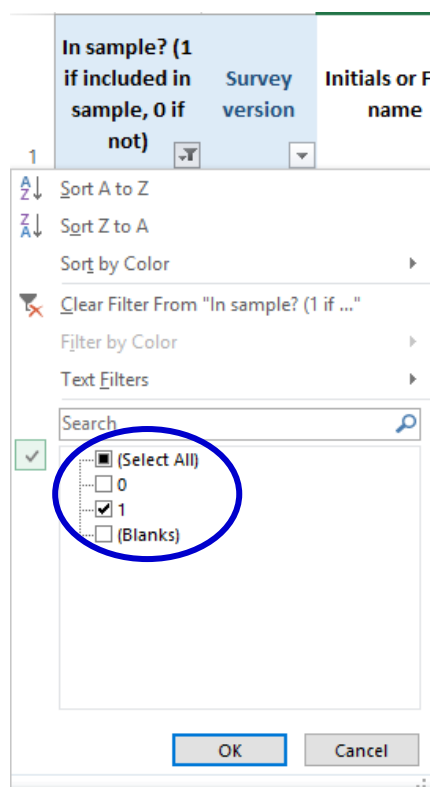 In sample? (1
if included in
sample, 0 if
not)
Survey
version
Initials or F
name
1
Sort A to Z
Sort Z to A
Sort by Color
Clear Filter From "In sample? (1 if ..."
Filter by Color
Text Filters
Search
(Select All)
0
1
(Blanks)
OK
Cancel